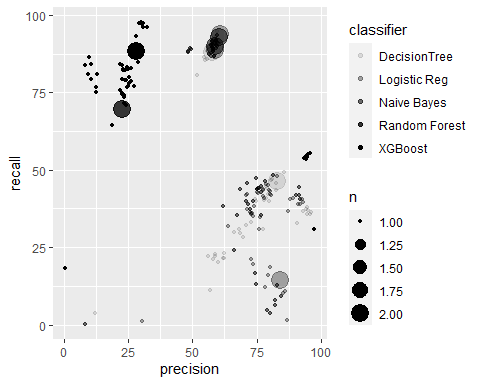 100
75
50
25
0
recall
0
25
50
75
100
precision
classifier
DecisionTree
Logistic Reg
Naive Bayes
Random Forest
XGBoost
n
1.00
1.25
1.50
1.75
2.00